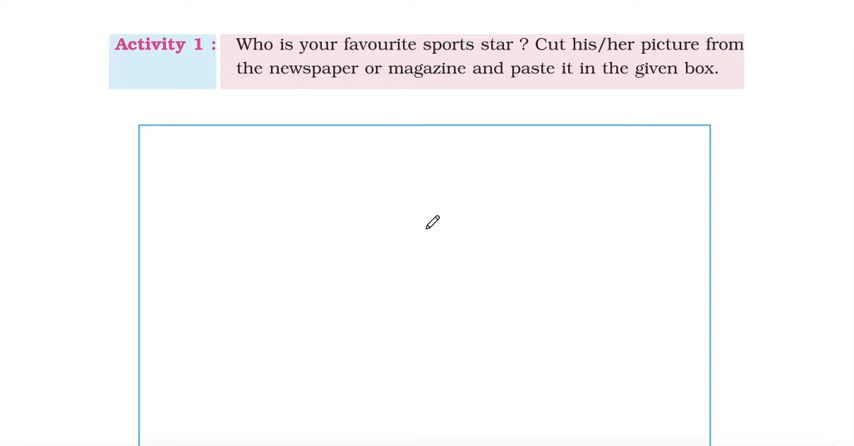 Activity 1 : Who is your favourite sports star ? Cut his/her picture from
the newspaper or magazine and paste it in the given box.